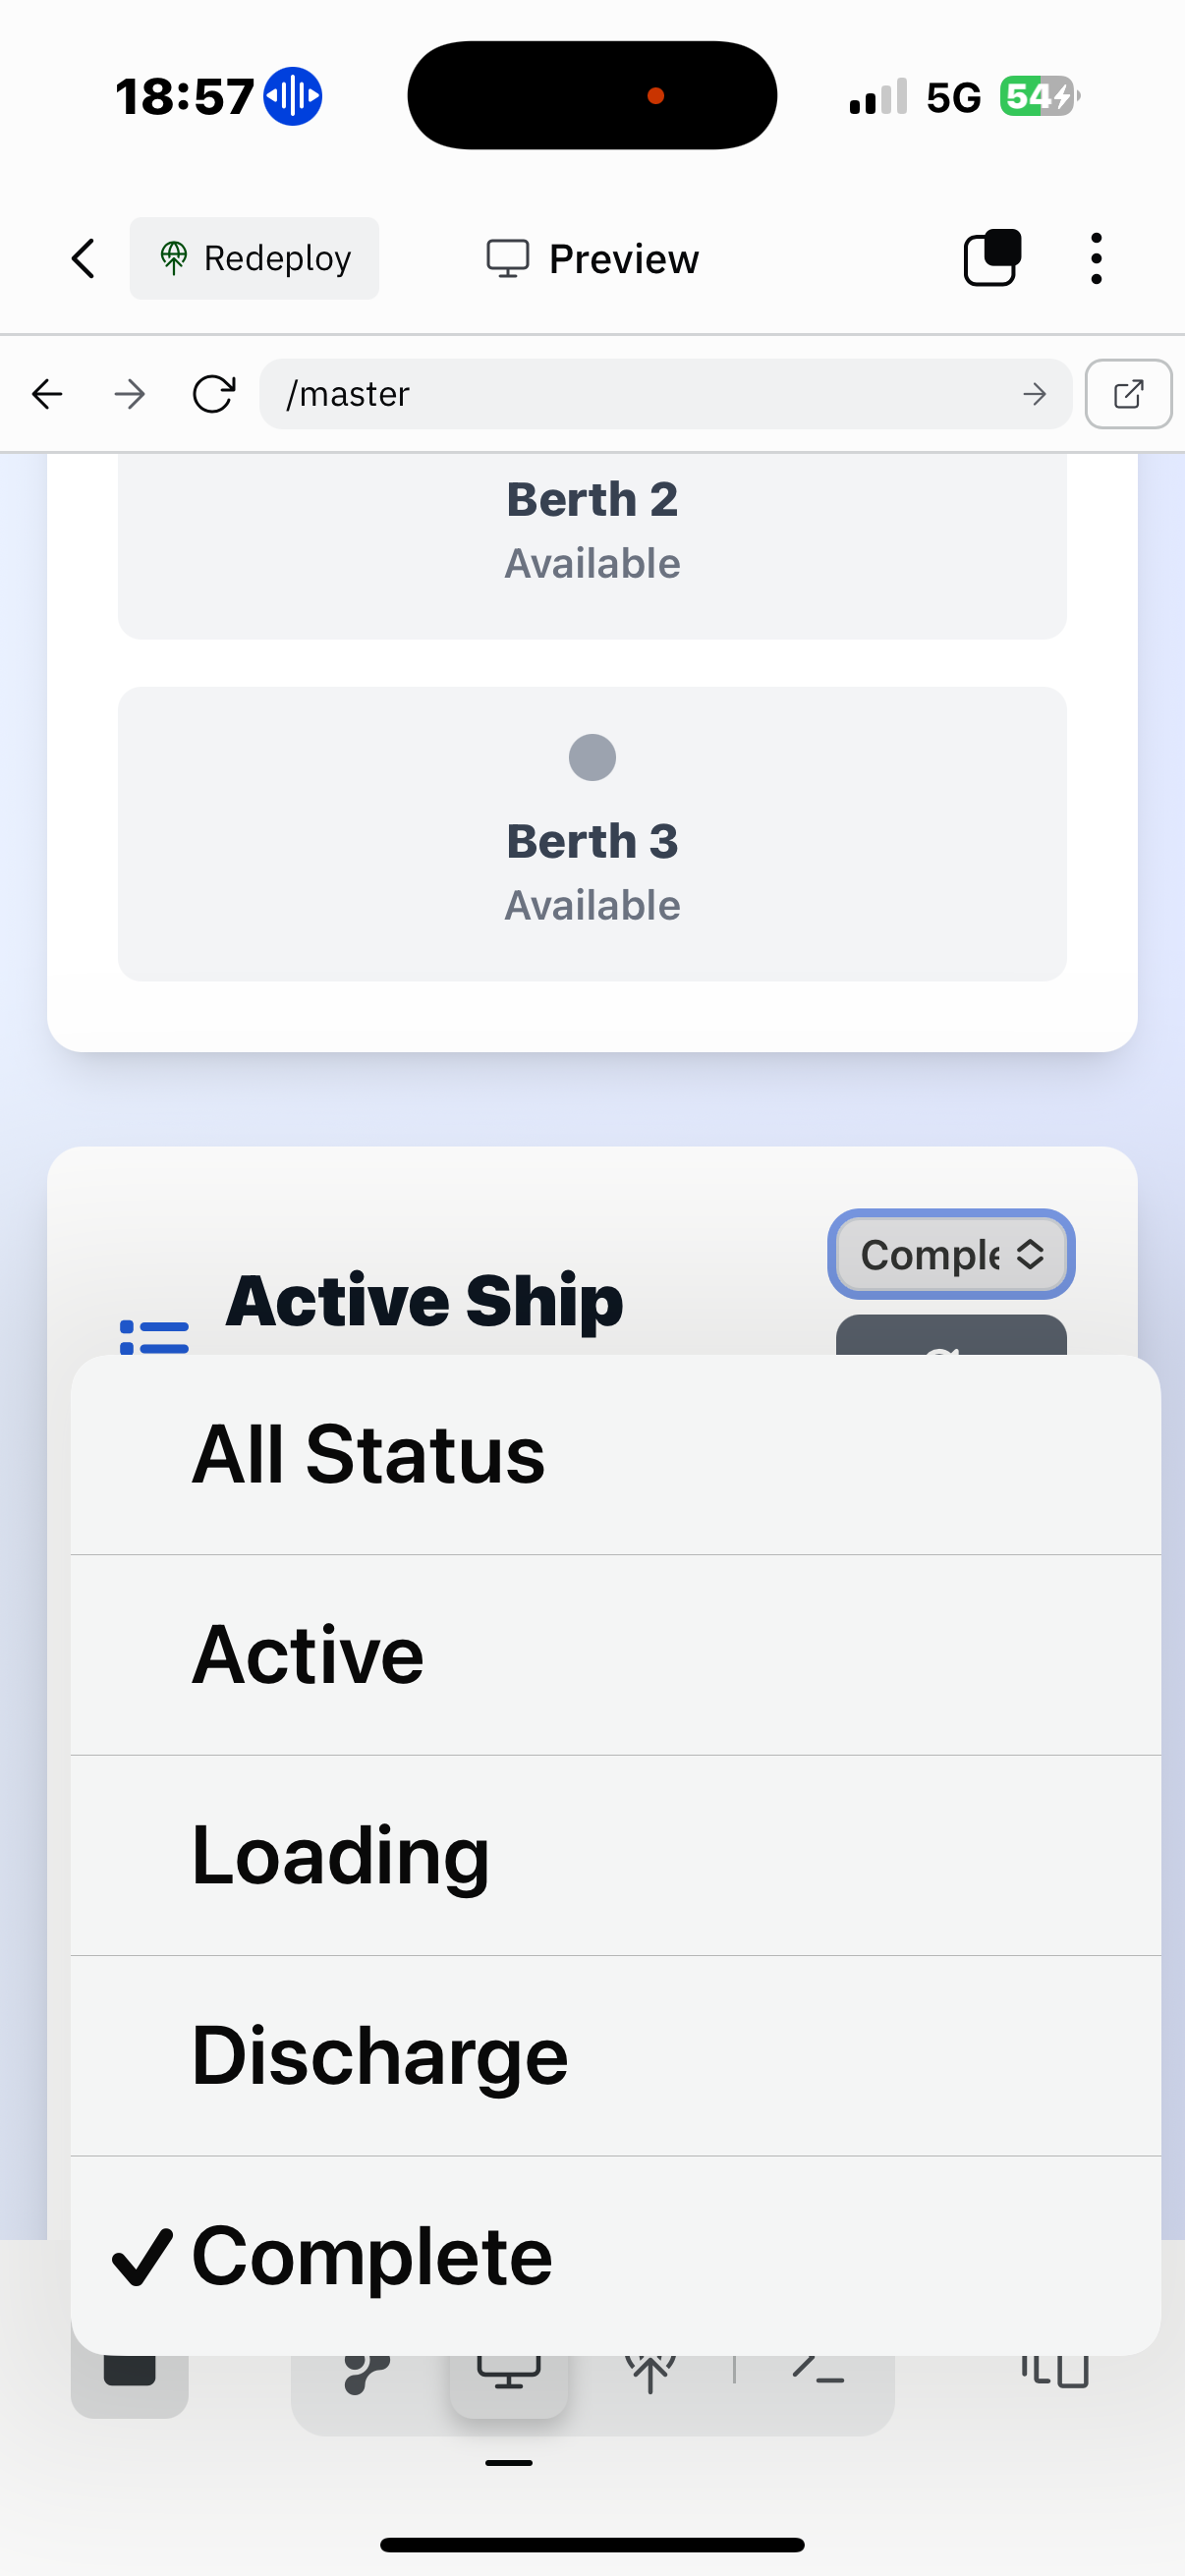 18:57
5G
54
Redeploy
Preview
/master
Berth 2
Available
Berth 3
Available
Comple
Active Ship
All Status
Active
Loading
Discharge
Complete